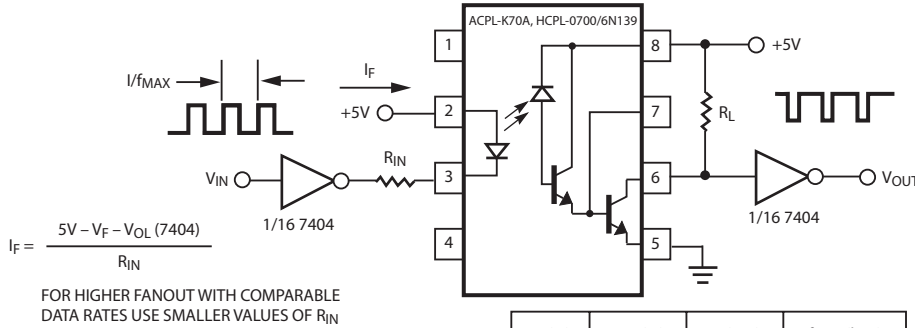 ACPL-K70A, HCPL-0700/6N139
1
8
+5V
I/fMAX
IF
+5V
2
7
RL
VIN
RIN
3
6
VOUT
1/16 7404
1/16 7404
4
5
IF = 5V – VF – VOL (7404)
RIN
FOR HIGHER FANOUT WITH COMPARABLE
DATA RATES USE SMALLER VALUES OF RIN